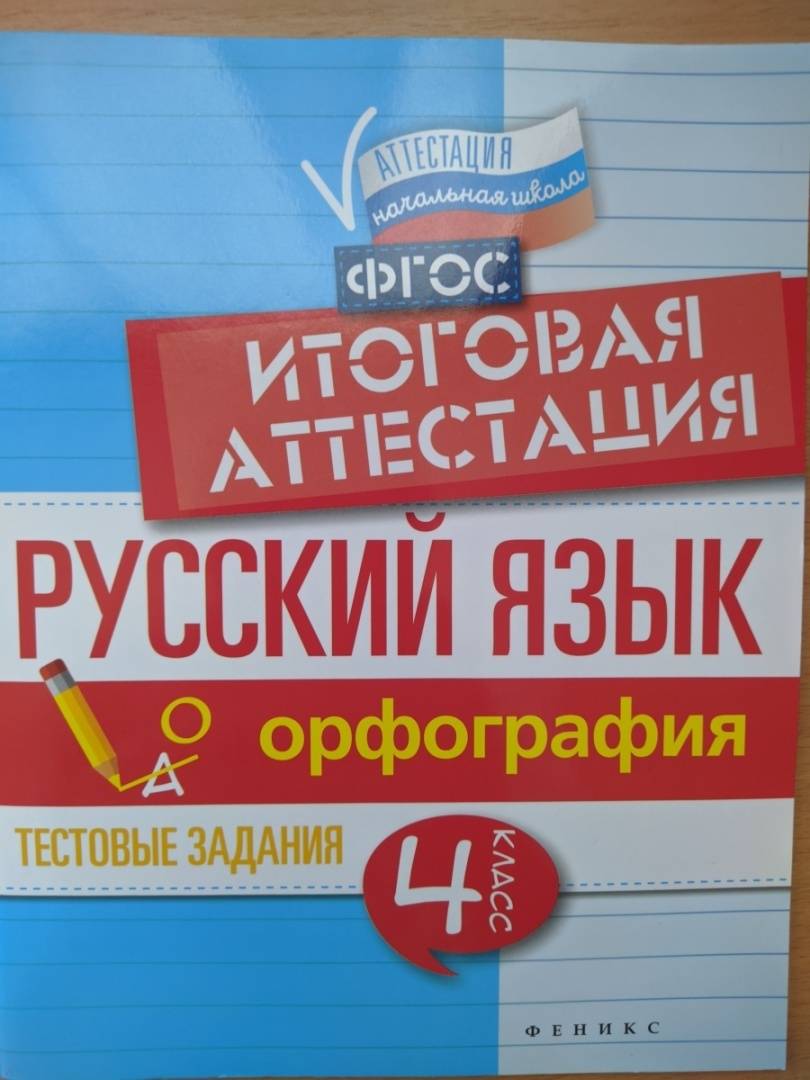 АТТЕСТАЦИЯ
начальная школа
ФГОС
ИТОГОВАЯ
АТТЕСТАЦИЯ
РУССКИЙ ЯЗЫК
А О
орфография
ТЕСТОВЫЕ ЗАДАНИЯ
4 КЛАСС
ФЕНИКС